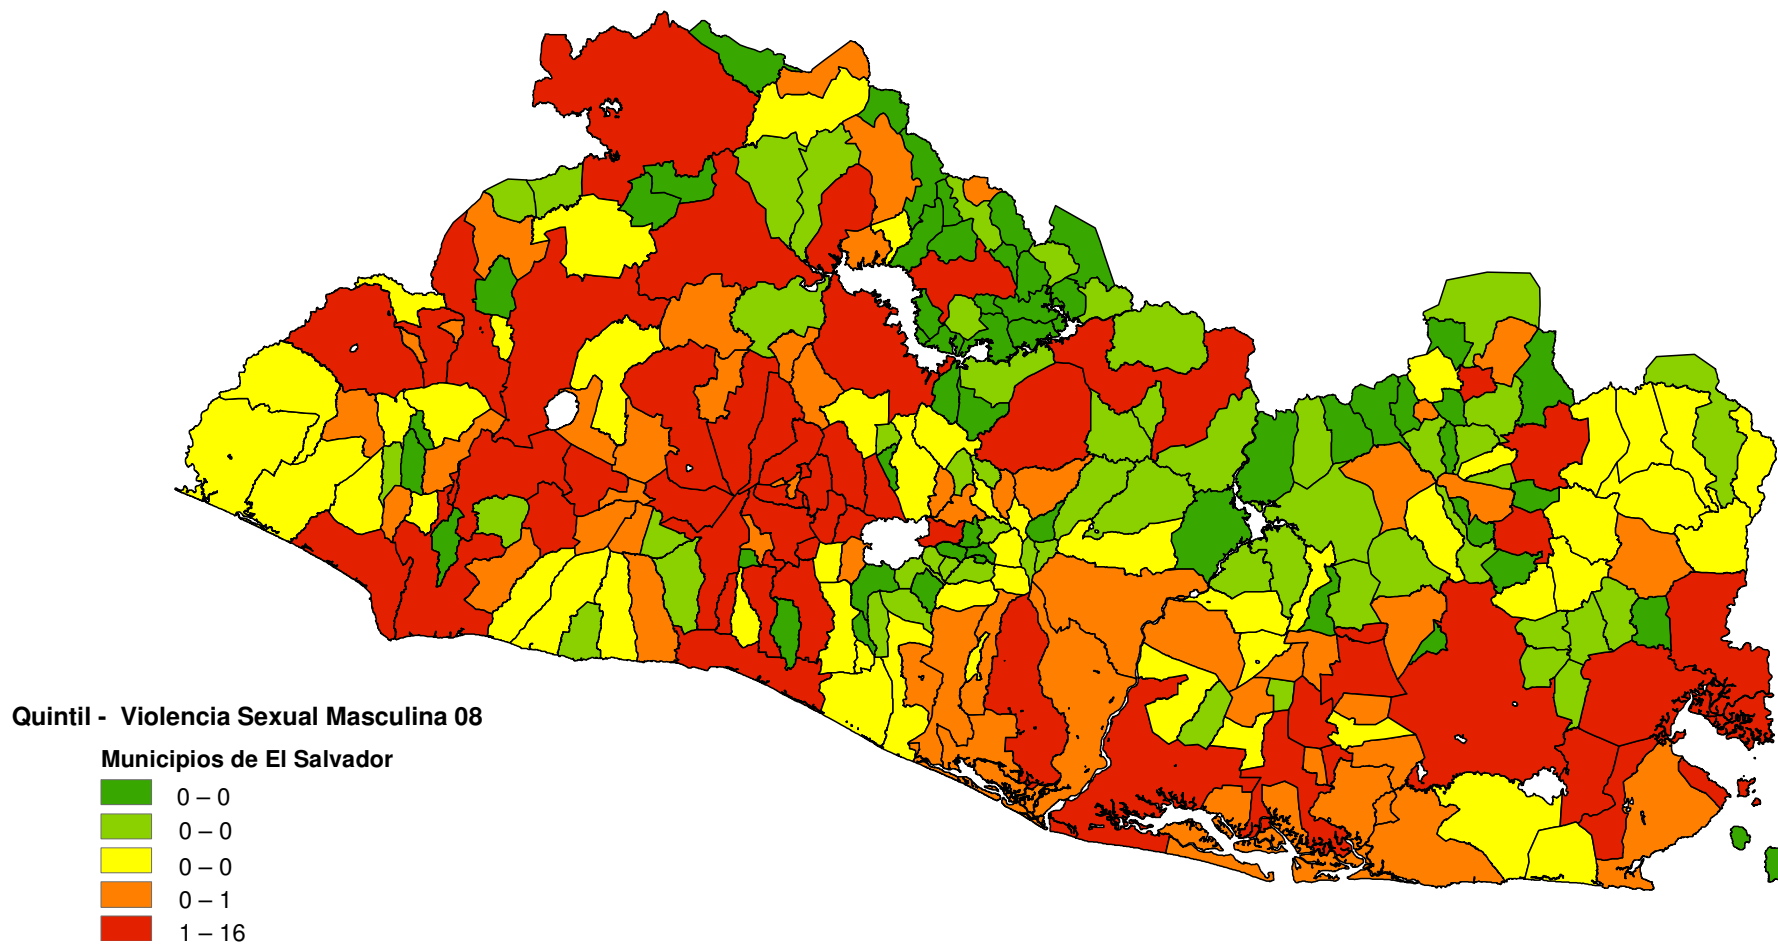 Quintil - Violencia Sexual Masculina 08
Municipios de El Salvador
0 – 0
0 – 0
0 – 0
0 – 1
1 – 16